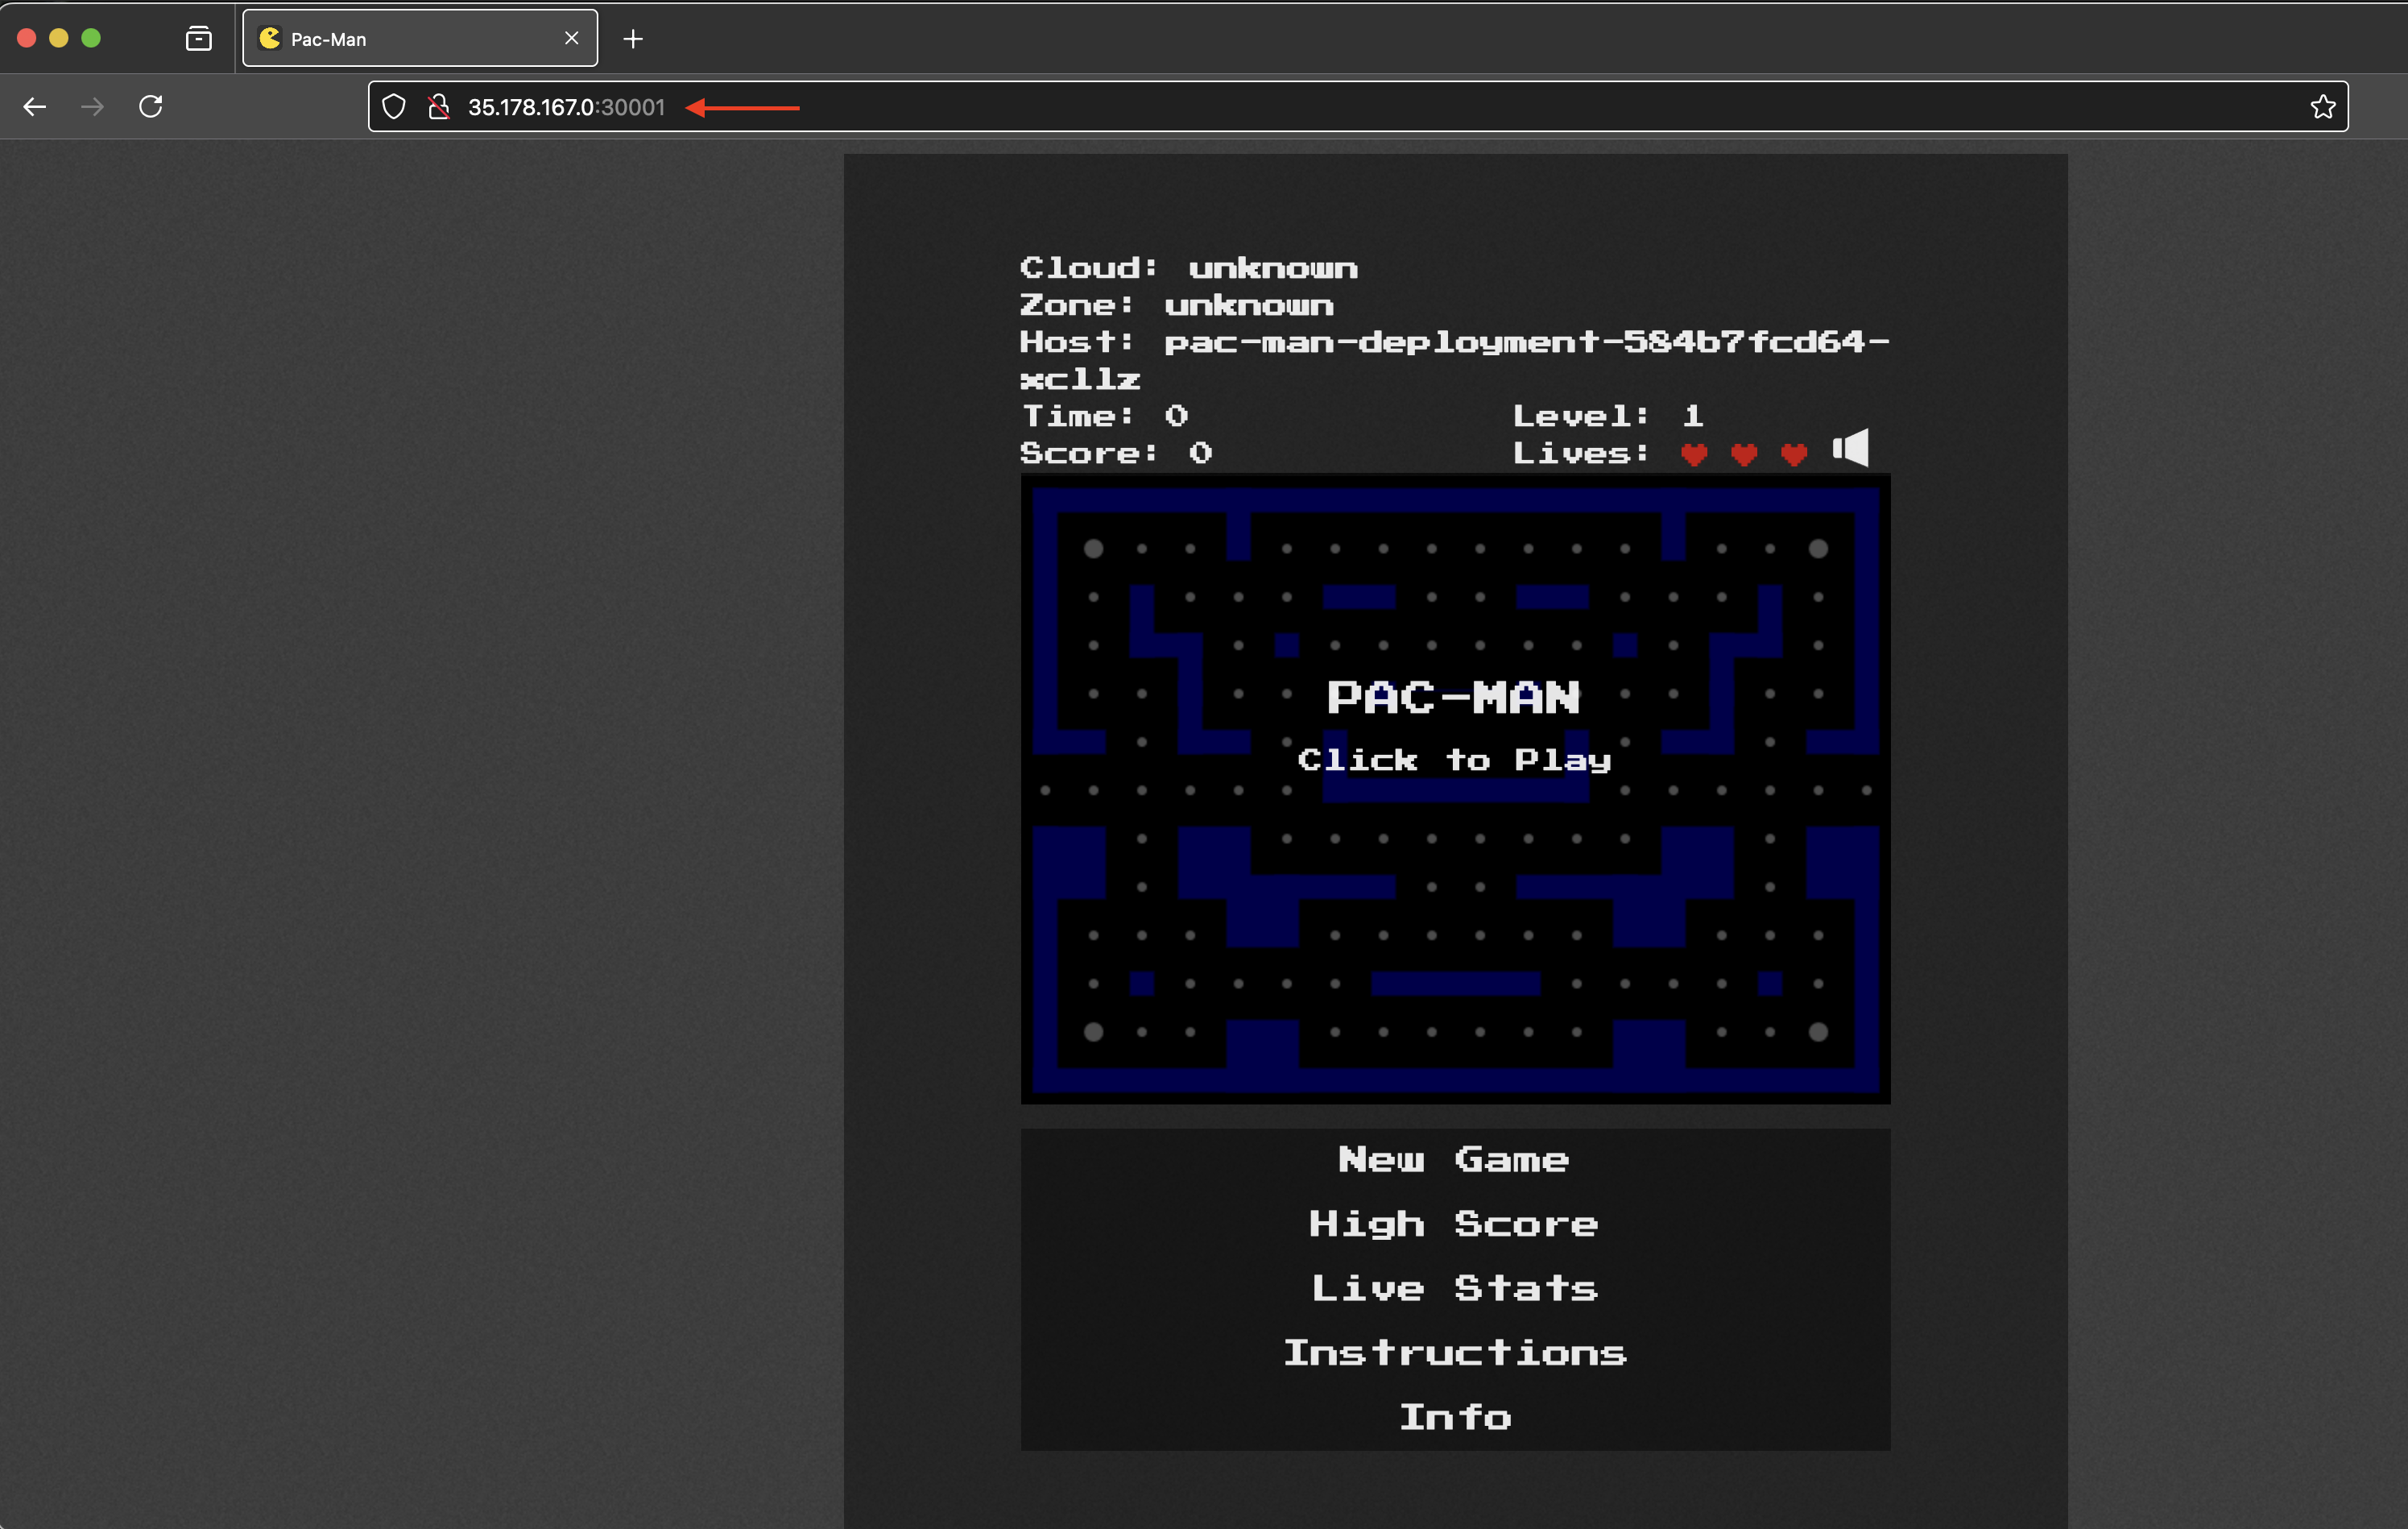 Pac-Man
35.178.167.0:30001
Cloud: unknown
Zone: unknown
Host: pac-man-deployment-584b7fcd64-
xcllz
Time: 0 Level: 1
Score: 0 Lives:
PAC-MAN
Click to Play
New Game
High Score
Live Stats
Instructions
Info